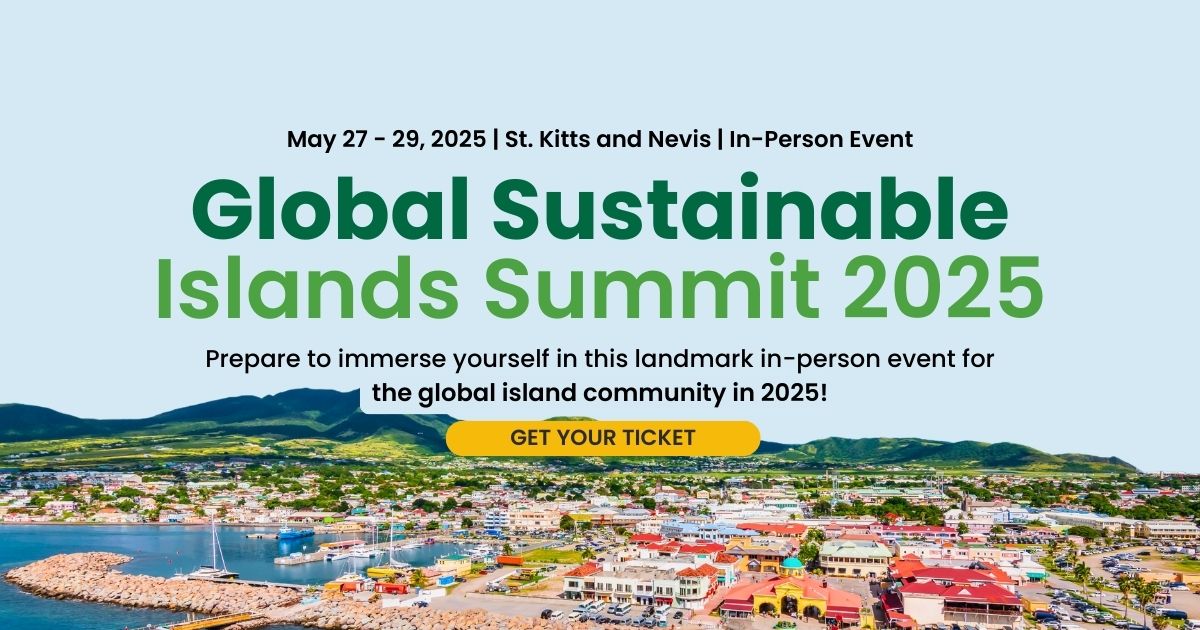 May 27 - 29, 2025 | St. Kitts and Nevis | In-Person Event
Global Sustainable
Islands Summit 2025
Prepare to immerse yourself in this landmark in-person event for
the global island community in 2025!
GET YOUR TICKET